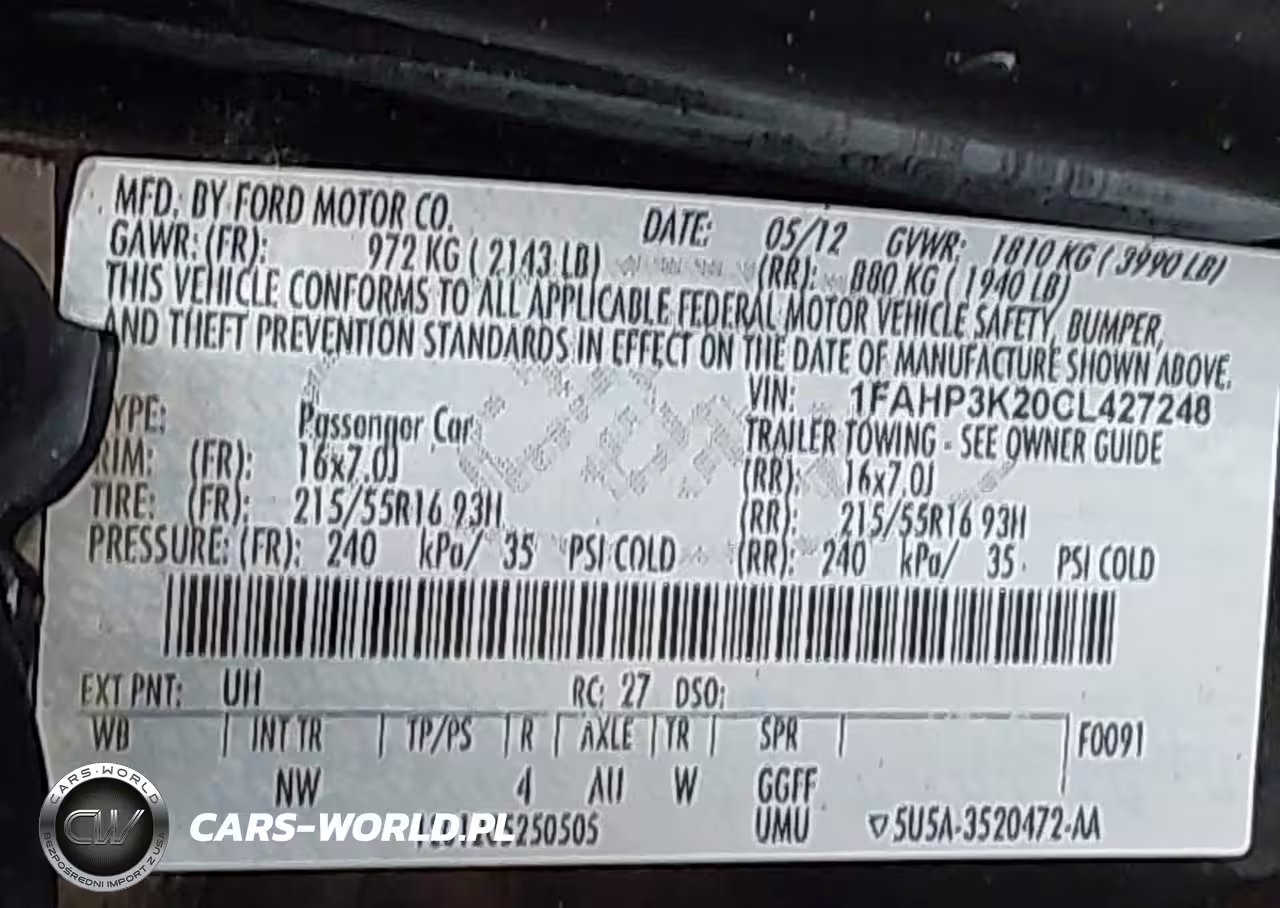 MFD. BY FORD MOTOR CO. DATE: 05/12 GVWR: 1810 KG ( 3990 LB)
GAWR: (FR): 972 KG ( 2143 LB) (RR): 880 KG ( 1940 LB)
THIS VEHICLE CONFORMS TO ALL APPLICABLE FEDERAL MOTOR VEHICLE SAFETY, BUMPER,
AND THEFT PREVENTION STANDARDS IN EFFECT ON THE DATE OF MANUFACTURE SHOWN ABOVE.
VIN: 1FAHP3K20CL427248
YPE: Passenger Car TRAILER TOWING - SEE OWNER GUIDE
RIM: (FR): 16x7.0J (RR): 16x7.0J
TIRE: (FR): 215/55R16 93H (RR): 215/55R16 93H
PRESSURE: (FR): 240 kPa/ 35 PSI COLD (RR): 240 kPa/ 35 PSI COLD
EXT PNT: UH RC: 27 DSO:
WB | INT TR | TP/PS | R | AXLE | TR | SPR | F0091
NW 4 AU W GGFF
UMU ▽5U5A-3520472-AA
CARS-WORLD.PL
CARS-WORLD
CW
BEZPOŚREDNI IMPORT Z USA